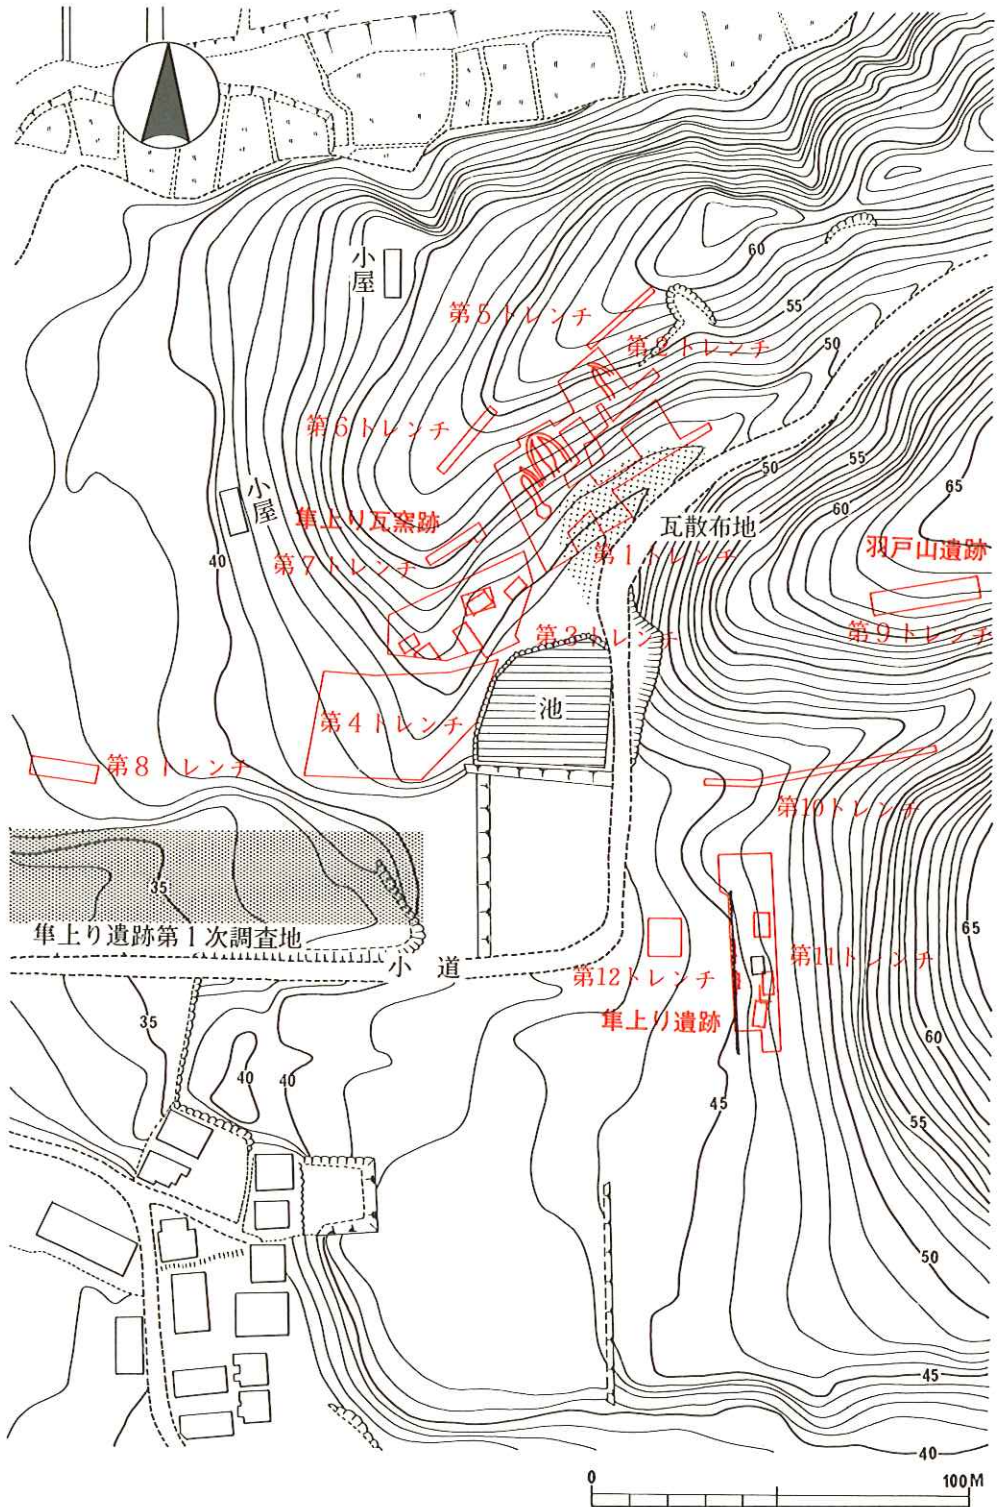 小屋
60
第5トレンチ
55
第2トレンチ
50
第6トレンチ
50
55
65
小屋
60
隼上り瓦窯跡
瓦散布地
羽戸山遺跡
40
第7トレンチ
第1トレンチ
第3トレンチ
第9トレンチ
池
第4トレンチ
第8トレンチ
第10トレンチ
35
隼上り遺跡第1次調査地
65
小道
第12トレンチ
第11トレンチ
隼上り遺跡
35
60
40
40
45
55
50
45
40
0
100M